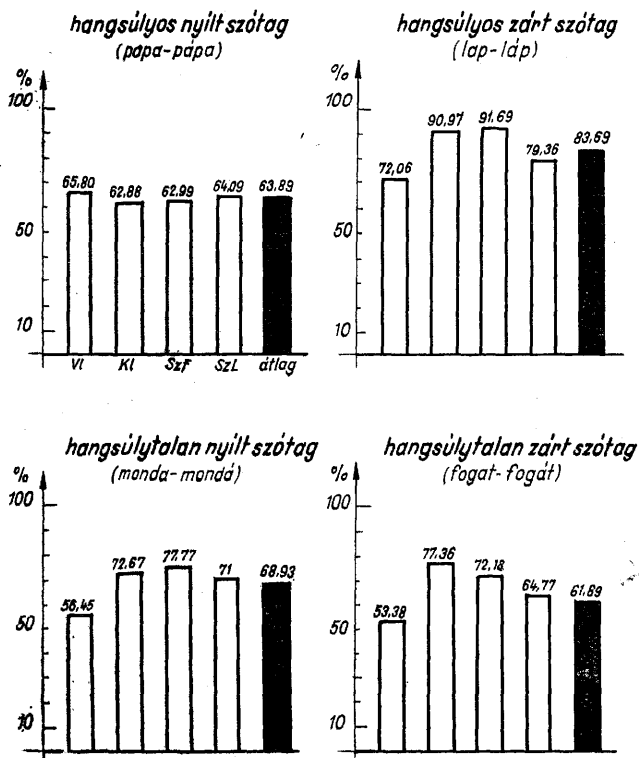 hangsúlyos nyílt szótag
(papa-pápa)
%
100
50
10
65,80
62,88
62,99
64,09
63,89
Vl
Kl
SzF
SzL
átlag
hangsúlyos zárt szótag
(lap-láp)
%
100
50
10
72,06
90,97
91,69
79,36
83,69
hangsúlytalan nyílt szótag
(monda-mondá)
%
100
50
10
56,45
72,67
77,77
71
68,93
hangsúlytalan zárt szótag
(fogat-fogát)
%
100
50
10
53,38
77,36
72,18
64,77
61,89